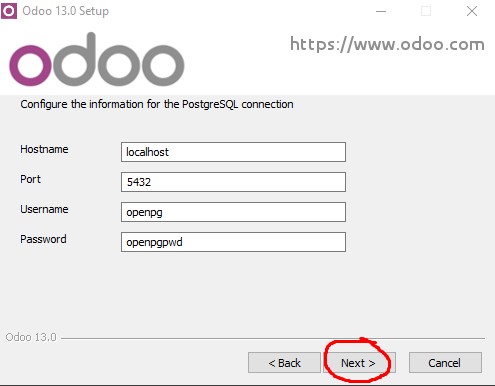 Odoo 13.0 Setup
odoo
https://www.odoo.com
Configure the information for the PostgreSQL connection
Hostname localhost
Port 5432
Username openpg
Password openpgpwd
Odoo 13.0
< Back Next > Cancel